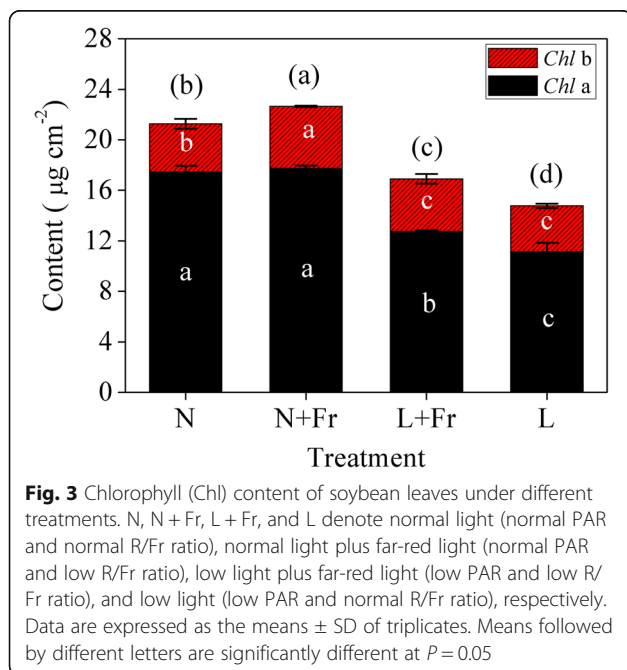 28
24
20
16
12
8
4
0
Content ( μg cm⁻²)
Chl b
Chl a
(b)
(a)
(c)
(d)
b
a
c
c
a
a
b
c
N
N+Fr
L+Fr
L
Treatment
Fig. 3 Chlorophyll (Chl) content of soybean leaves under different
treatments. N, N + Fr, L + Fr, and L denote normal light (normal PAR
and normal R/Fr ratio), normal light plus far-red light (normal PAR
and low R/Fr ratio), low light plus far-red light (low PAR and low R/
Fr ratio), and low light (low PAR and normal R/Fr ratio), respectively.
Data are expressed as the means ± SD of triplicates. Means followed
by different letters are significantly different at P = 0.05